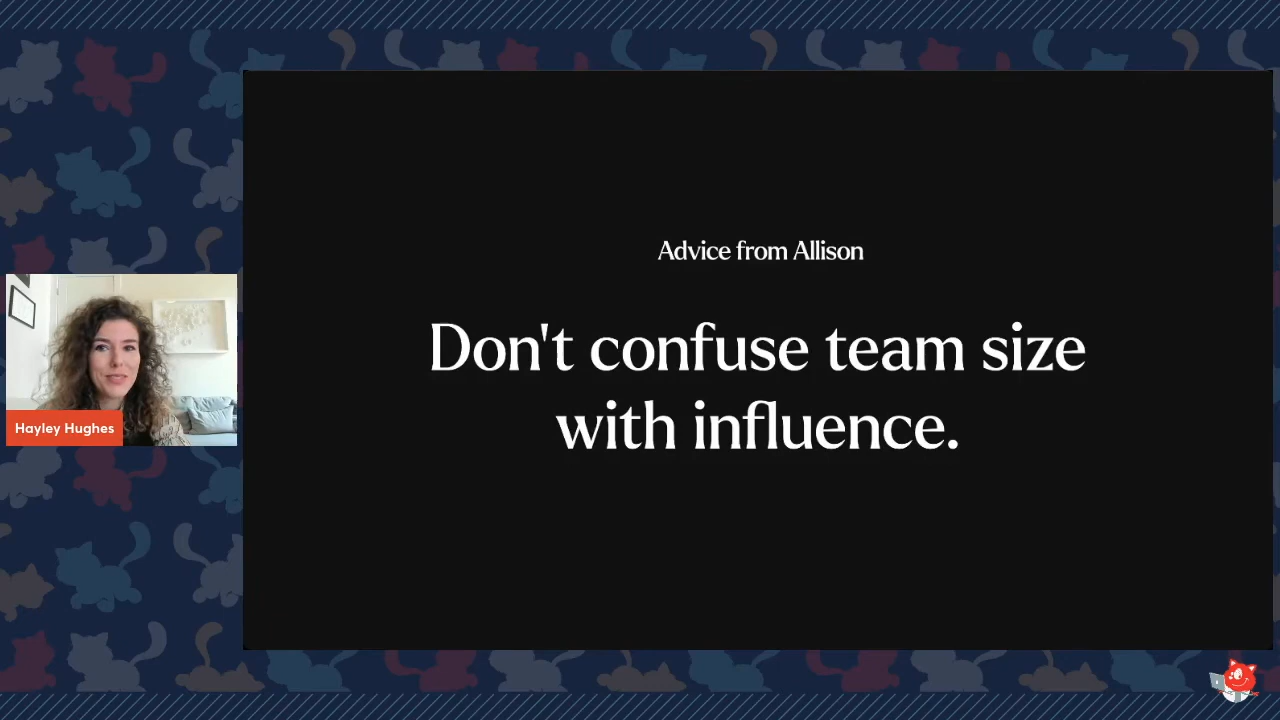 Advice from Allison
Don't confuse team size
with influence.
Hayley Hughes